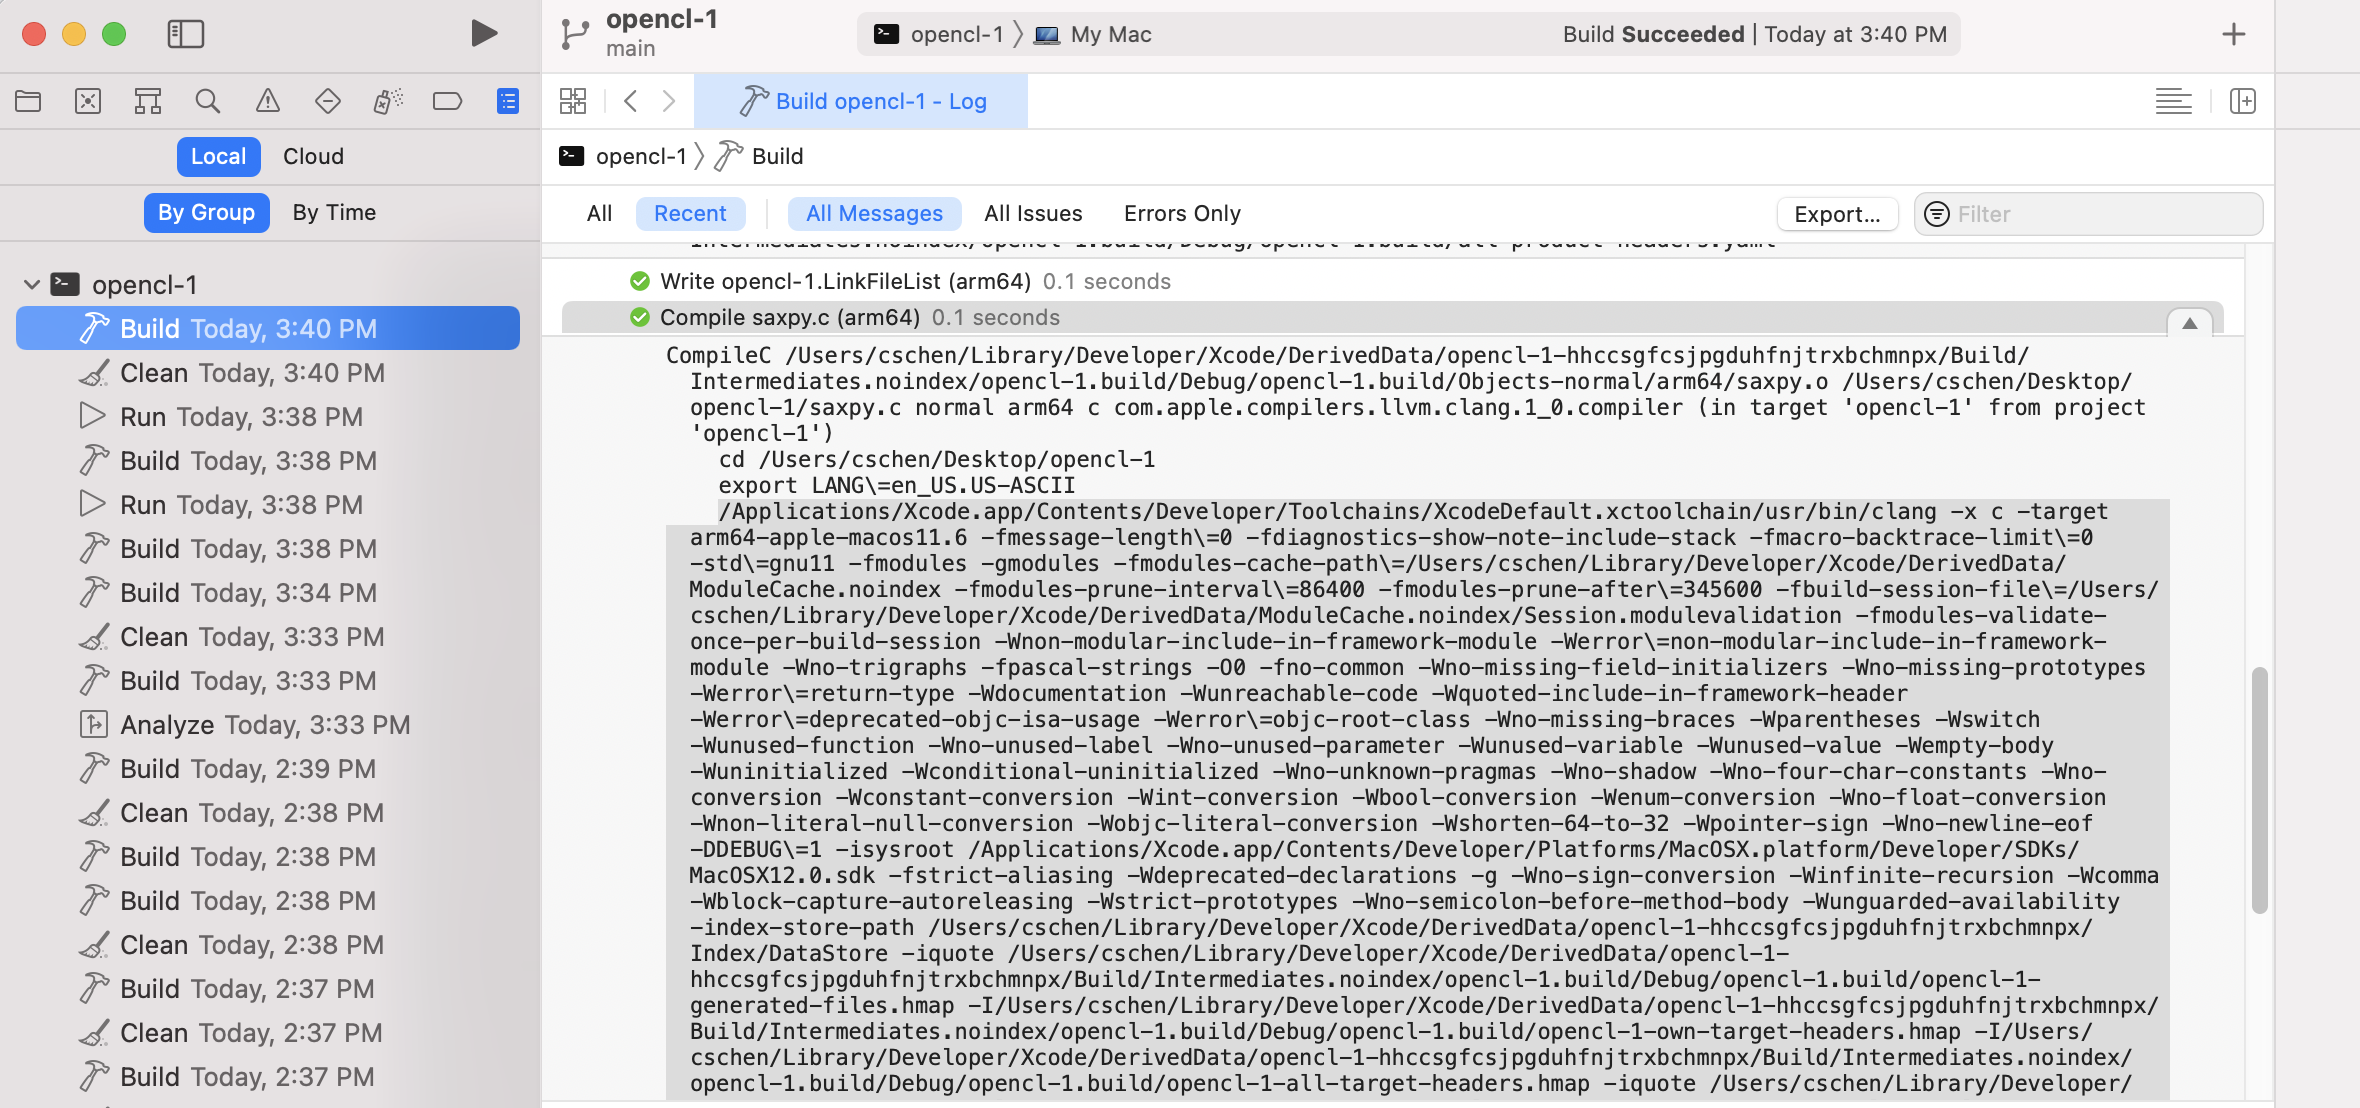 opencl-1
main
opencl-1 My Mac
Build Succeeded | Today at 3:40 PM
Build opencl-1 - Log
Local Cloud
opencl-1 Build
By Group By Time
All Recent All Messages All Issues Errors Only Export... Filter
opencl-1
Build Today, 3:40 PM
Clean Today, 3:40 PM
Run Today, 3:38 PM
Build Today, 3:38 PM
Run Today, 3:38 PM
Build Today, 3:38 PM
Build Today, 3:34 PM
Clean Today, 3:33 PM
Build Today, 3:33 PM
Analyze Today, 3:33 PM
Build Today, 2:39 PM
Clean Today, 2:38 PM
Build Today, 2:38 PM
Build Today, 2:38 PM
Clean Today, 2:38 PM
Build Today, 2:37 PM
Clean Today, 2:37 PM
Build Today, 2:37 PM
Intermediates.noindex/opencl-1.build/Debug/opencl-1.build/all-product-headers.yaml
Write opencl-1.LinkFileList (arm64) 0.1 seconds
Compile saxpy.c (arm64) 0.1 seconds
CompileC /Users/cschen/Library/Developer/Xcode/DerivedData/opencl-1-hhccsgfcsjpgduhfnjtrxbchmnpx/Build/
Intermediates.noindex/opencl-1.build/Debug/opencl-1.build/Objects-normal/arm64/saxpy.o /Users/cschen/Desktop/
opencl-1/saxpy.c normal arm64 c com.apple.compilers.llvm.clang.1_0.compiler (in target 'opencl-1' from project
'opencl-1')
cd /Users/cschen/Desktop/opencl-1
export LANG\=en_US.US-ASCII
/Applications/Xcode.app/Contents/Developer/Toolchains/XcodeDefault.xctoolchain/usr/bin/clang -x c -target
arm64-apple-macos11.6 -fmessage-length\=0 -fdiagnostics-show-note-include-stack -fmacro-backtrace-limit\=0
-std\=gnu11 -fmodules -gmodules -fmodules-cache-path\=/Users/cschen/Library/Developer/Xcode/DerivedData/
ModuleCache.noindex -fmodules-prune-interval\=86400 -fmodules-prune-after\=345600 -fbuild-session-file\=/Users/
cschen/Library/Developer/Xcode/DerivedData/ModuleCache.noindex/Session.modulevalidation -fmodules-validate-
once-per-build-session -Wnon-modular-include-in-framework-module -Werror\=non-modular-include-in-framework-
module -Wno-trigraphs -fpascal-strings -O0 -fno-common -Wno-missing-field-initializers -Wno-missing-prototypes
-Werror\=return-type -Wdocumentation -Wunreachable-code -Wquoted-include-in-framework-header
-Werror\=deprecated-objc-isa-usage -Werror\=objc-root-class -Wno-missing-braces -Wparentheses -Wswitch
-Wunused-function -Wno-unused-label -Wno-unused-parameter -Wunused-variable -Wunused-value -Wempty-body
-Wuninitialized -Wconditional-uninitialized -Wno-unknown-pragmas -Wno-shadow -Wno-four-char-constants -Wno-
conversion -Wconstant-conversion -Wint-conversion -Wbool-conversion -Wenum-conversion -Wno-float-conversion
-Wnon-literal-null-conversion -Wobjc-literal-conversion -Wshorten-64-to-32 -Wpointer-sign -Wno-newline-eof
-DDEBUG\=1 -isysroot /Applications/Xcode.app/Contents/Developer/Platforms/MacOSX.platform/Developer/SDKs/
MacOSX12.0.sdk -fstrict-aliasing -Wdeprecated-declarations -g -Wno-sign-conversion -Winfinite-recursion -Wcomma
-Wblock-capture-autoreleasing -Wstrict-prototypes -Wno-semicolon-before-method-body -Wunguarded-availability
-index-store-path /Users/cschen/Library/Developer/Xcode/DerivedData/opencl-1-hhccsgfcsjpgduhfnjtrxbchmnpx/
Index/DataStore -iquote /Users/cschen/Library/Developer/Xcode/DerivedData/opencl-1-
hhccsgfcsjpgduhfnjtrxbchmnpx/Build/Intermediates.noindex/opencl-1.build/Debug/opencl-1.build/opencl-1-
generated-files.hmap -I/Users/cschen/Library/Developer/Xcode/DerivedData/opencl-1-hhccsgfcsjpgduhfnjtrxbchmnpx/
Build/Intermediates.noindex/opencl-1.build/Debug/opencl-1.build/opencl-1-own-target-headers.hmap -I/Users/
cschen/Library/Developer/Xcode/DerivedData/opencl-1-hhccsgfcsjpgduhfnjtrxbchmnpx/Build/Intermediates.noindex/
opencl-1.build/Debug/opencl-1.build/opencl-1-all-target-headers.hmap -iquote /Users/cschen/Library/Developer/